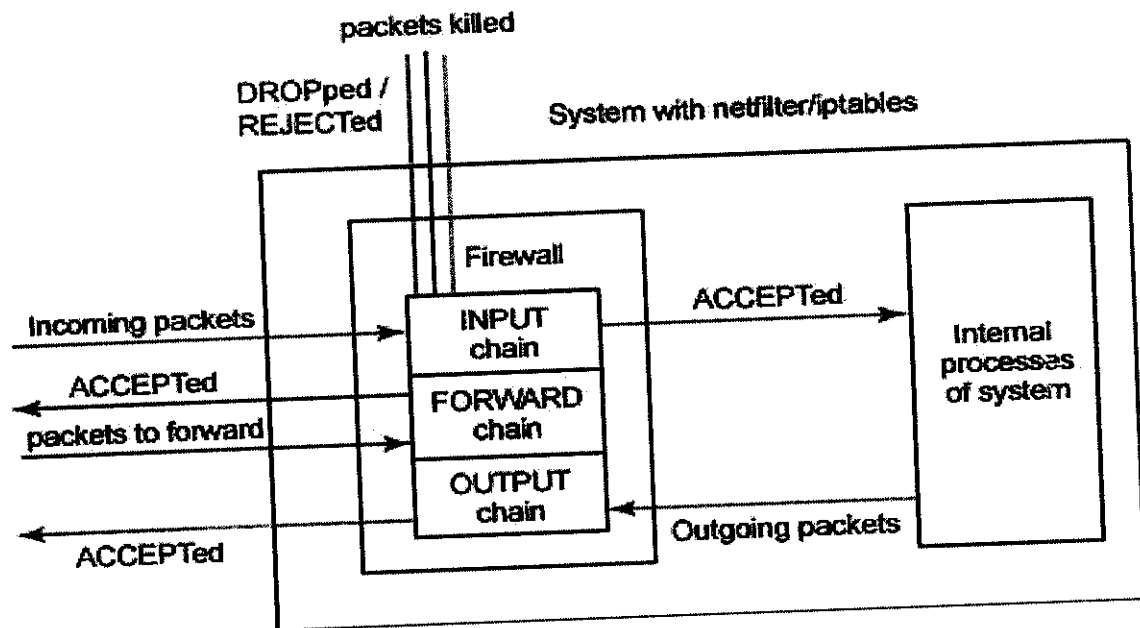 packets killed
DROPped /
REJECTed
System with netfilter/iptables
Firewall
Incoming packets
INPUT
chain
ACCEPTed
Internal
processes
of system
ACCEPTed
FORWARD
chain
packets to forward
OUTPUT
chain
Outgoing packets
ACCEPTed